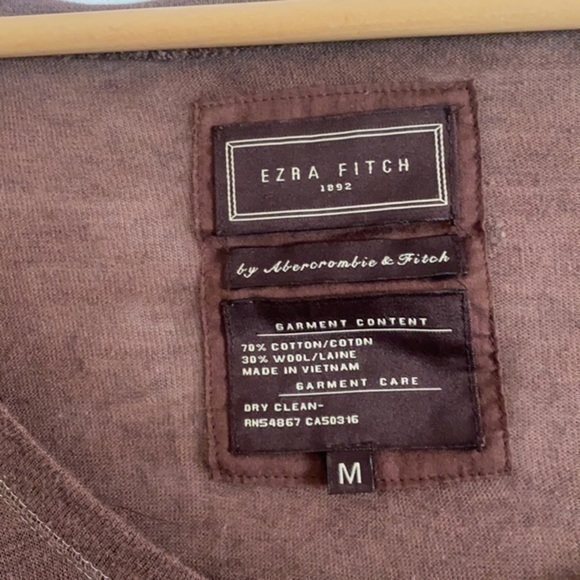 EZRA FITCH
1892
by Abercrombie & Fitch
GARMENT CONTENT
70% COTTON/COTON
30% WOOL/LAINE
MADE IN VIETNAM
GARMENT CARE
DRY CLEAN-
RN54867 CA50316
M